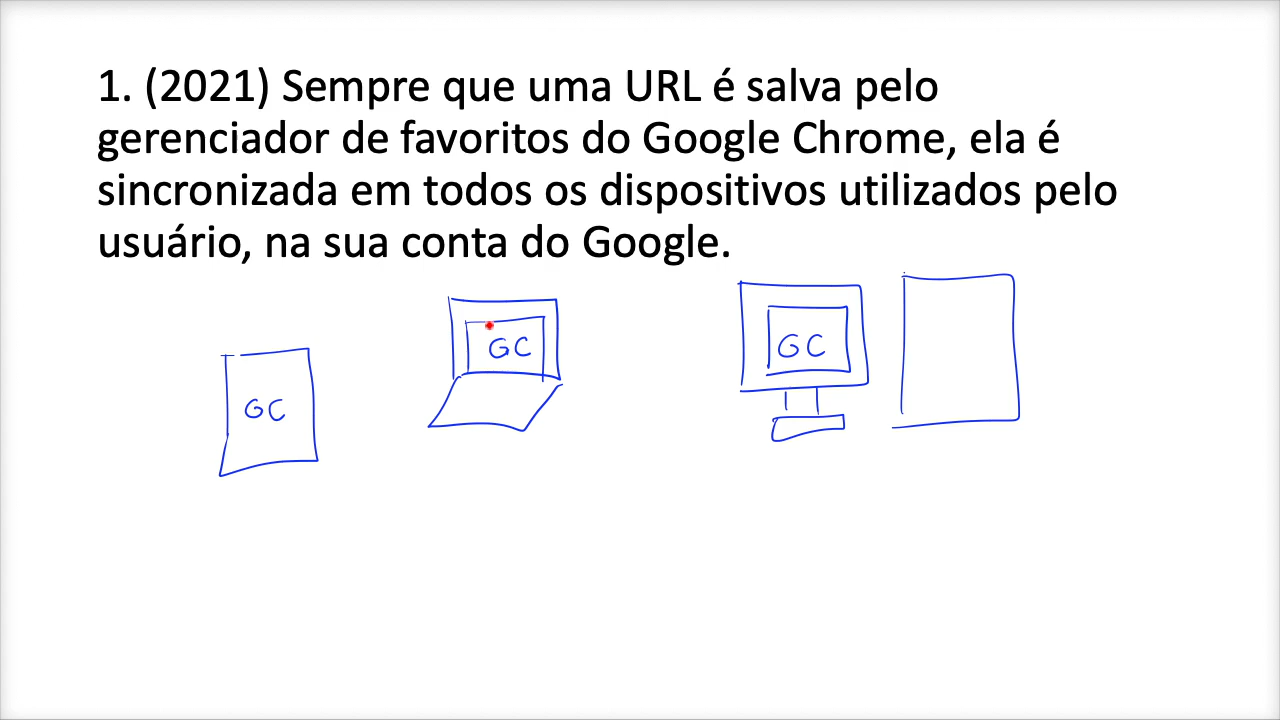 1. (2021) Sempre que uma URL é salva pelo
gerenciador de favoritos do Google Chrome, ela é
sincronizada em todos os dispositivos utilizados pelo
usuário, na sua conta do Google.
GC
GC
GC